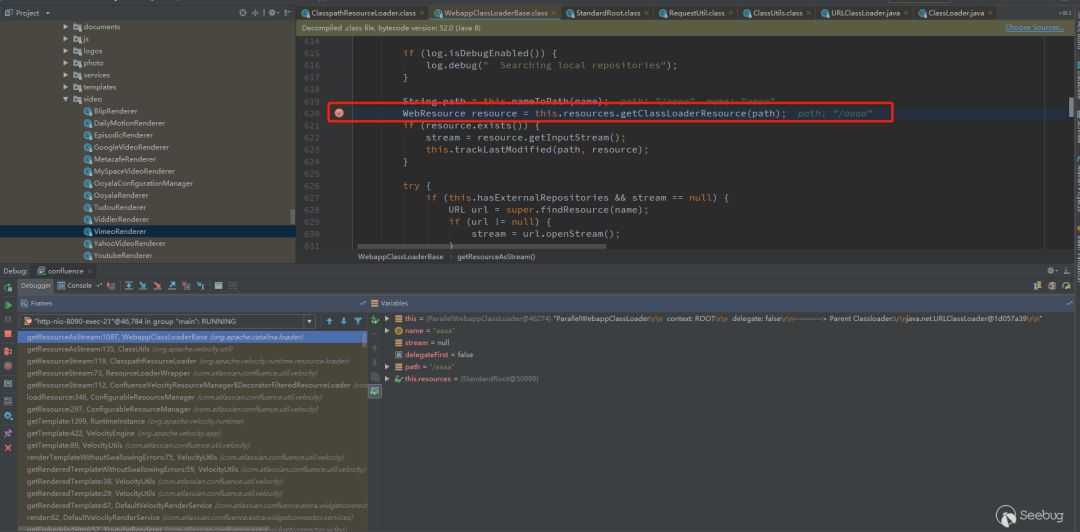 Project
ClasspathResourceLoader.class
WebappClassLoaderBase.class
StandardRoot.class
RequestUtil.class
ClassUtils.class
URLClassLoader.java
ClassLoader.java
Decompiled .class file, bytecode version: 52.0 (Java 8)
Choose Sources...
documents
js
logos
photo
services
templates
video
BlipRenderer
DailyMotionRenderer
EpisodicRenderer
GoogleVideoRenderer
MetacafeRenderer
MySpaceVideoRenderer
OoyalaConfigurationManager
OoyalaRenderer
TudouRenderer
ViddlerRenderer
VimeoRenderer
YahooVideoRenderer
YoutubeRenderer
614
615 if (log.isDebugEnabled()) {
616 log.debug(" Searching local repositories");
617 }
618
619 String path = this.nameToPath(name); path: "/aaaa" name: "aaaa"
620 WebResource resource = this.resources.getClassLoaderResource(path); path: "/aaaa"
621 if (resource.exists()) {
622 stream = resource.getInputStream();
623 this.trackLastModified(path, resource);
624 }
625
626 try {
627 if (this.hasExternalRepositories && stream == null) {
628 URL url = super.findResource(name);
629 if (url != null) {
630 stream = url.openStream();
631 }
WebappClassLoaderBase getResourceAsStream()
Debug: confluence
Debugger Console
Frames
"http-nio-8090-exec-21"@46,784 in group "main": RUNNING
getResourceAsStream:1087, WebappClassLoaderBase (org.apache.catalina.loader)
getResourceAsStream:135, ClassUtils (org.apache.velocity.util)
getResourceStream:119, ClasspathResourceLoader (org.apache.velocity.runtime.resource.loader)
getResourceStream:73, ResourceLoaderWrapper (com.atlassian.confluence.util.velocity)
getResourceStream:112, ConfluenceVelocityResourceManager$DecoratorFilteredResourceLoader (co
loadResource:346, ConfigurableResourceManager (com.atlassian.confluence.util.velocity)
getResource:297, ConfigurableResourceManager (com.atlassian.confluence.util.velocity)
getTemplate:1399, RuntimeInstance (org.apache.velocity.runtime)
getTemplate:422, VelocityEngine (org.apache.velocity.app)
getTemplate:89, VelocityUtils (com.atlassian.confluence.util.velocity)
renderTemplateWithoutSwallowingErrors:75, VelocityUtils (com.atlassian.confluence.util.velocity)
getRenderedTemplateWithoutSwallowingErrors:59, VelocityUtils (com.atlassian.confluence.util.veloc
getRenderedTemplate:38, VelocityUtils (com.atlassian.confluence.util.velocity)
getRenderedTemplate:29, VelocityUtils (com.atlassian.confluence.util.velocity)
getRenderedTemplate:67, DefaultVelocityRenderService (com.atlassian.confluence.extra.widgetconnec
render:62, DefaultVelocityRenderService (com.atlassian.confluence.extra.widgetconnector.services)
Variables
this = {ParallelWebappClassLoader@46274} "ParallelWebappClassLoader\r\n context: ROOT\r\n delegate: false\r\n----------> Parent Classloader:\r\njava.net.URLClassLoader@1d057a39\r\n"
name = "aaaa"
stream = null
delegateFirst = false
path = "/aaaa"
this.resources = {StandardRoot@50999}
Seebug